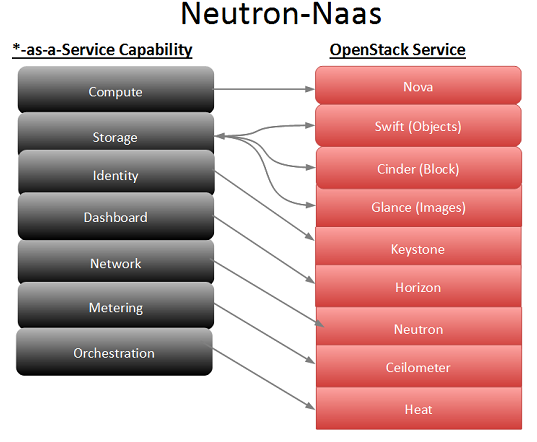 Neutron-Naas
*-as-a-Service Capability
OpenStack Service
Compute
Storage
Identity
Dashboard
Network
Metering
Orchestration
Nova
Swift (Objects)
Cinder (Block)
Glance (Images)
Keystone
Horizon
Neutron
Ceilometer
Heat